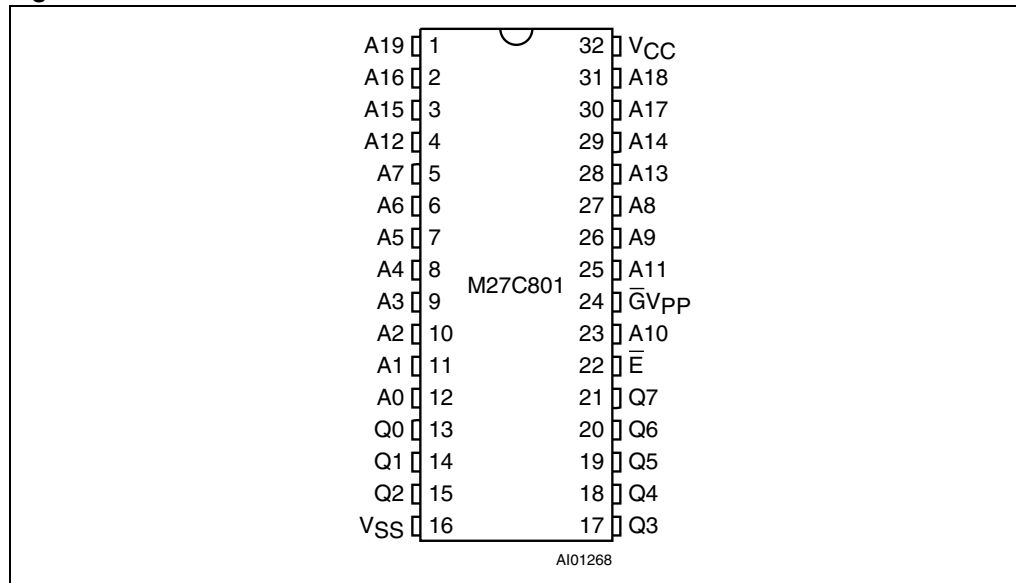 A19 1 32 VCC
A16 2 31 A18
A15 3 30 A17
A12 4 29 A14
A7 5 28 A13
A6 6 27 A8
A5 7 26 A9
A4 8 25 A11
M27C801
A3 9 24 G̅VPP
A2 10 23 A10
A1 11 22 E̅
A0 12 21 Q7
Q0 13 20 Q6
Q1 14 19 Q5
Q2 15 18 Q4
VSS 16 17 Q3
AI01268